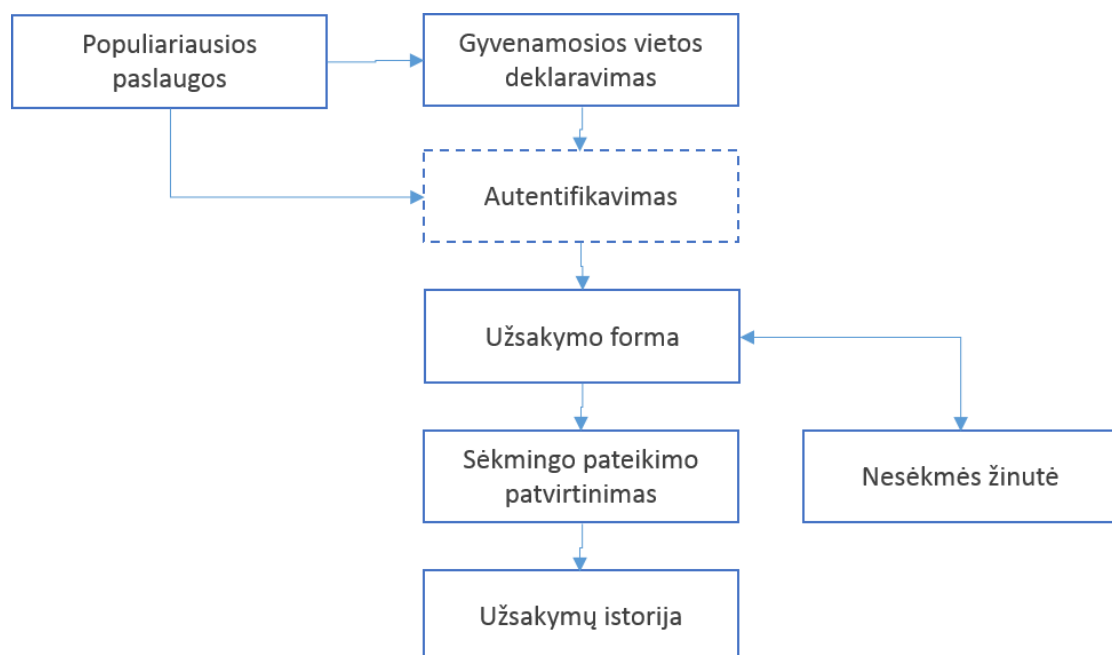 Populiariausios
paslaugos
Gyvenamosios vietos
deklaravimas
Autentifikavimas
Užsakymo forma
Sėkmingo pateikimo
patvirtinimas
Nesėkmės žinutė
Užsakymų istorija